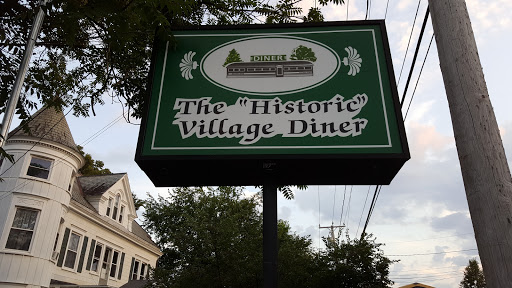 DINER
The "Historic"
Village Diner